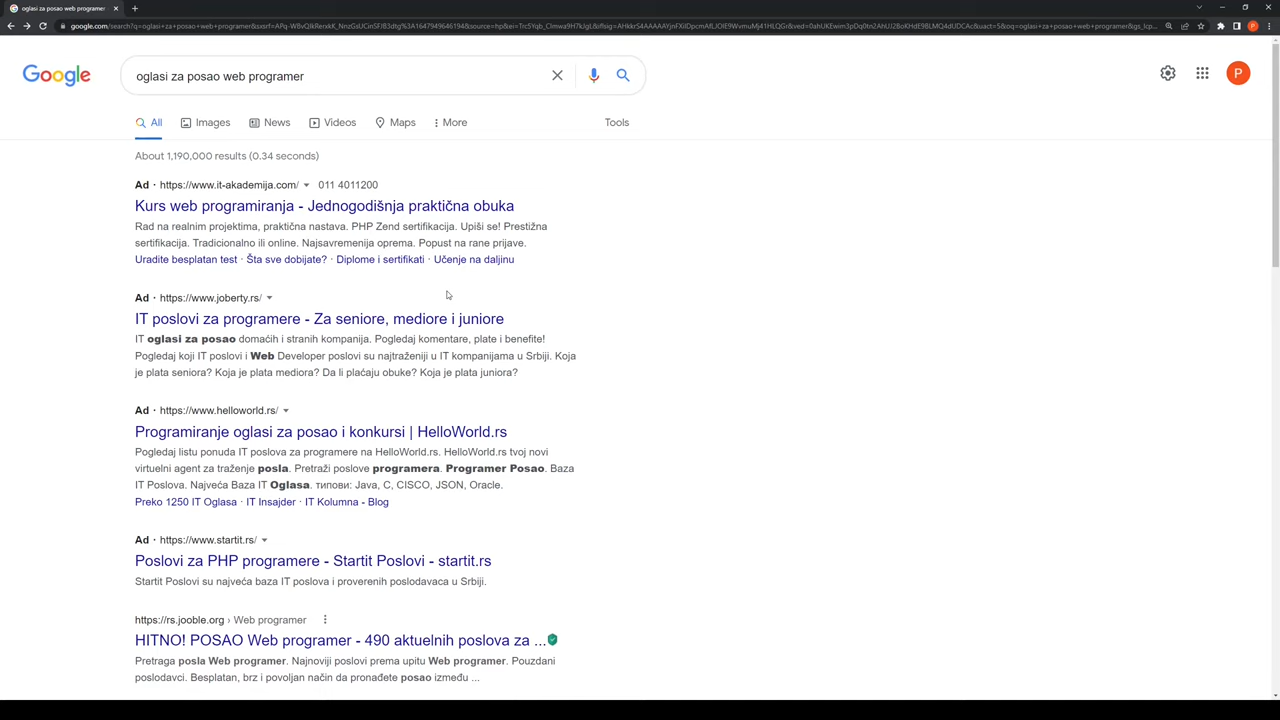 oglasi za posao web programer
Google
oglasi za posao web programer
P
All Images News Videos Maps More Tools
About 1,190,000 results (0.34 seconds)
Ad · https://www.it-akademija.com/ 011 4011200
Kurs web programiranja - Jednogodišnja praktična obuka
Rad na realnim projektima, praktična nastava. PHP Zend sertifikacija. Upiši se! Prestižna
sertifikacija. Tradicionalno ili online. Najsavremenija oprema. Popust na rane prijave.
Uradite besplatan test · Šta sve dobijate? · Diplome i sertifikati · Učenje na daljinu
Ad · https://www.joberty.rs/
IT poslovi za programere - Za seniore, mediore i juniore
IT oglasi za posao domaćih i stranih kompanija. Pogledaj komentare, plate i benefite!
Pogledaj koji IT poslovi i Web Developer poslovi su najtraženiji u IT kompanijama u Srbiji. Koja
je plata seniora? Koja je plata mediora? Da li plaćaju obuke? Koja je plata juniora?
Ad · https://www.helloworld.rs/
Programiranje oglasi za posao i konkursi | HelloWorld.rs
Pogledaj listu ponuda IT poslova za programere na HelloWorld.rs. HelloWorld.rs tvoj novi
virtuelni agent za traženje posla. Pretraži poslove programera. Programer Posao. Baza
IT Poslova. Najveća Baza IT Oglasa. типови: Java, C, CISCO, JSON, Oracle.
Preko 1250 IT Oglasa · IT Insajder · IT Kolumna - Blog
Ad · https://www.startit.rs/
Poslovi za PHP programere - Startit Poslovi - startit.rs
Startit Poslovi su najveća baza IT poslova i proverenih poslodavaca u Srbiji.
https://rs.jooble.org › Web programer
HITNO! POSAO Web programer - 490 aktuelnih poslova za ...
Pretraga posla Web programer. Najnoviji poslovi prema upitu Web programer. Pouzdani
poslodavci. Besplatan, brz i povoljan način da pronađete posao između ...